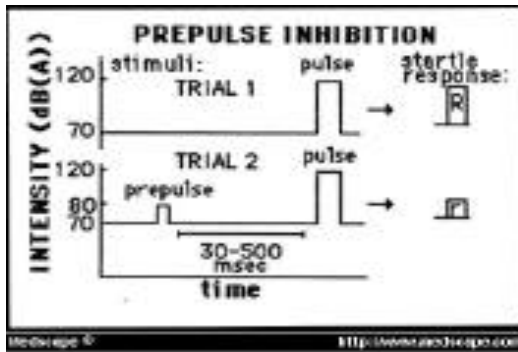 PREPULSE INHIBITION
INTENSITY (dB(A))
stimuli:
pulse
startle
response:
120
TRIAL 1
R
70
TRIAL 2
pulse
120
prepulse
80
70
r
30-500
msec
time
Medscape ®
http://www.medscape.com